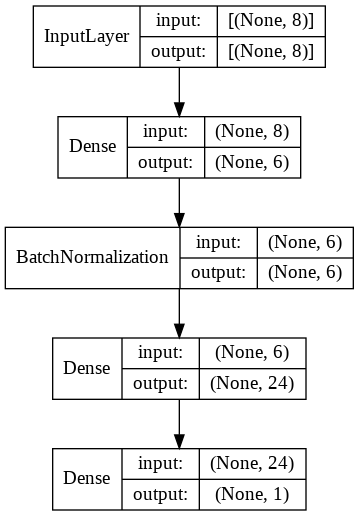 InputLayer input: [(None, 8)]
output: [(None, 8)]
Dense input: (None, 8)
output: (None, 6)
BatchNormalization input: (None, 6)
output: (None, 6)
Dense input: (None, 6)
output: (None, 24)
Dense input: (None, 24)
output: (None, 1)